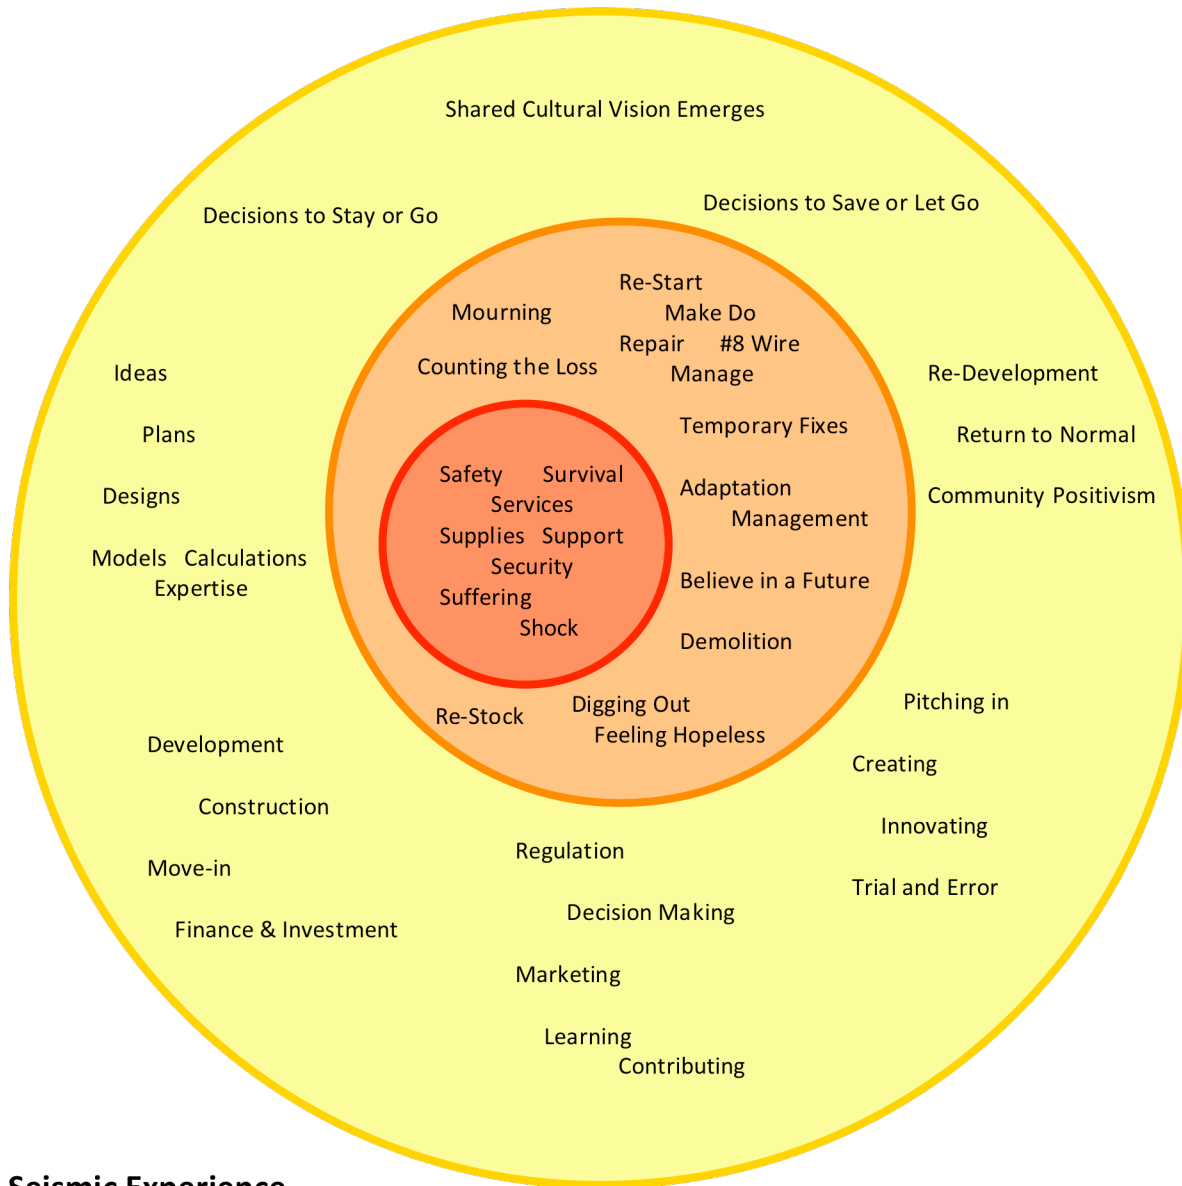 Shared Cultural Vision Emerges
Decisions to Stay or Go
Decisions to Save or Let Go
Re-Start
Make Do
Repair #8 Wire
Manage
Mourning
Counting the Loss
Temporary Fixes
Adaptation
Management
Believe in a Future
Demolition
Digging Out
Feeling Hopeless
Re-Stock
Safety Survival
Services
Supplies Support
Security
Suffering
Shock
Ideas
Plans
Designs
Models Calculations
Expertise
Re-Development
Return to Normal
Community Positivism
Development
Construction
Move-in
Finance & Investment
Regulation
Decision Making
Marketing
Learning
Contributing
Pitching in
Creating
Innovating
Trial and Error
Seismic Experience